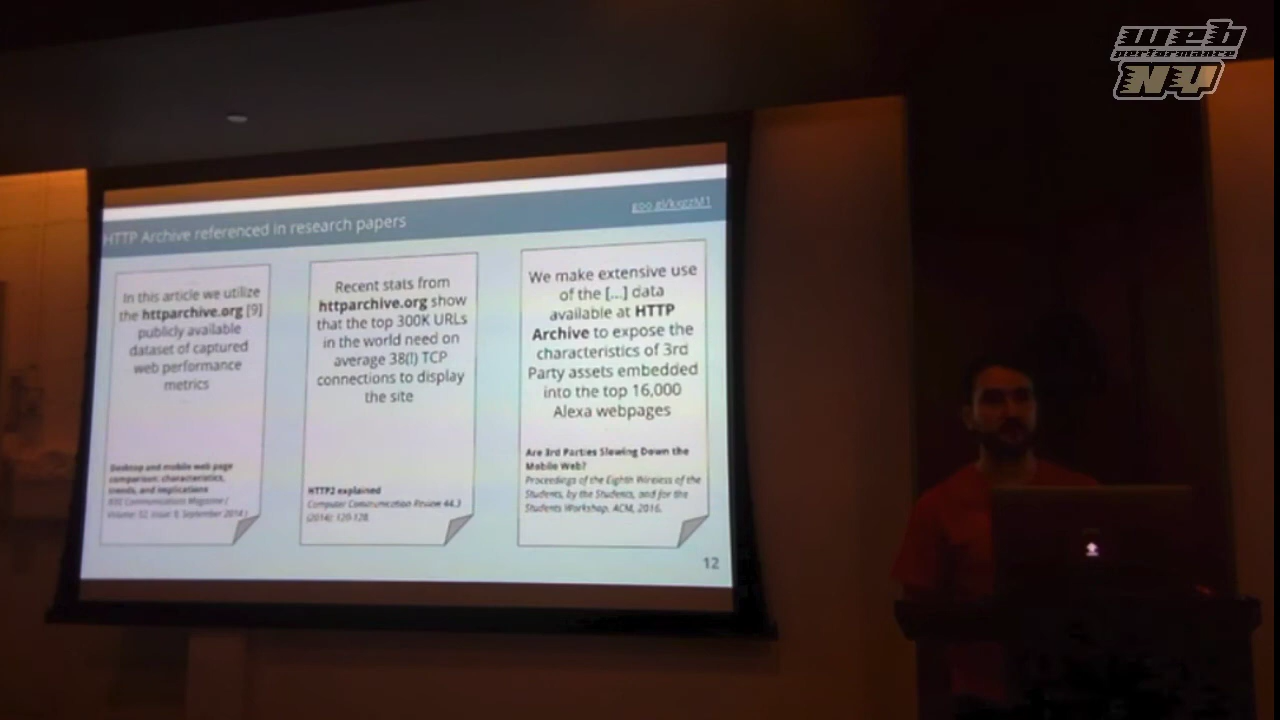 web
performance
NY
HTTP Archive referenced in research papers
In this article we utilize
the httparchive.org [9]
publicly available
dataset of captured
web performance
metrics
Desktop and mobile web page
comparison: characteristics,
trends, and implications
IEEE Communications Magazine (
Volume: 52, Issue: 9, September 2014 )
Recent stats from
httparchive.org show
that the top 300K URLs
in the world need on
average 38(!) TCP
connections to display
the site
HTTP2 explained
Computer Communication Review 44.3
(2014): 120-128.
We make extensive use
of the [...] data
available at HTTP
Archive to expose the
characteristics of 3rd
Party assets embedded
into the top 16,000
Alexa webpages
Are 3rd Parties Slowing Down the
Mobile Web?
Proceedings of the Eighth Wireless of the
Students, by the Students, and for the
Students Workshop. ACM, 2016.
12